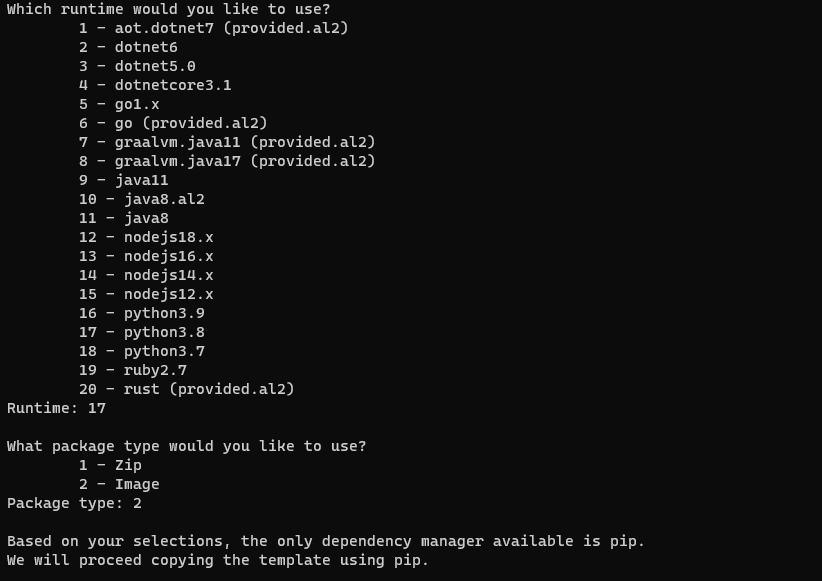 Which runtime would you like to use?
1 - aot.dotnet7 (provided.al2)
2 - dotnet6
3 - dotnet5.0
4 - dotnetcore3.1
5 - go1.x
6 - go (provided.al2)
7 - graalvm.java11 (provided.al2)
8 - graalvm.java17 (provided.al2)
9 - java11
10 - java8.al2
11 - java8
12 - nodejs18.x
13 - nodejs16.x
14 - nodejs14.x
15 - nodejs12.x
16 - python3.9
17 - python3.8
18 - python3.7
19 - ruby2.7
20 - rust (provided.al2)
Runtime: 17
What package type would you like to use?
1 - Zip
2 - Image
Package type: 2
Based on your selections, the only dependency manager available is pip.
We will proceed copying the template using pip.